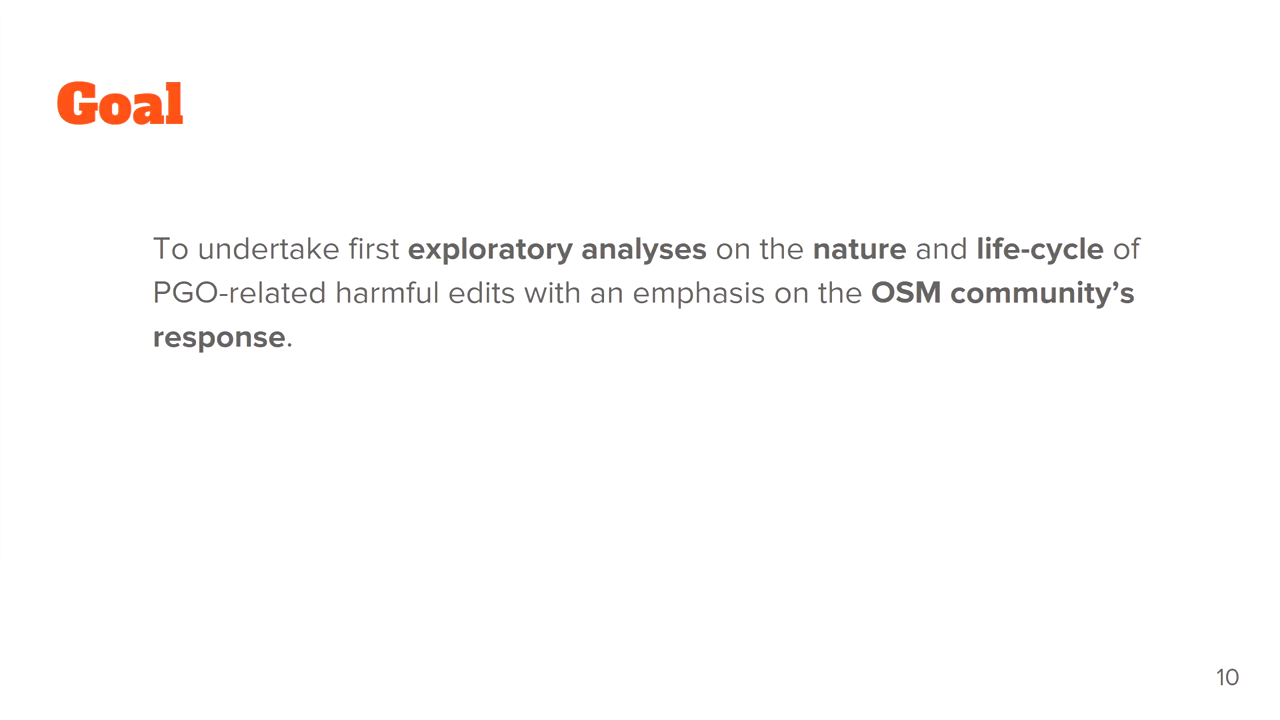 Goal
To undertake first exploratory analyses on the nature and life-cycle of
PGO-related harmful edits with an emphasis on the OSM community’s
response.
10